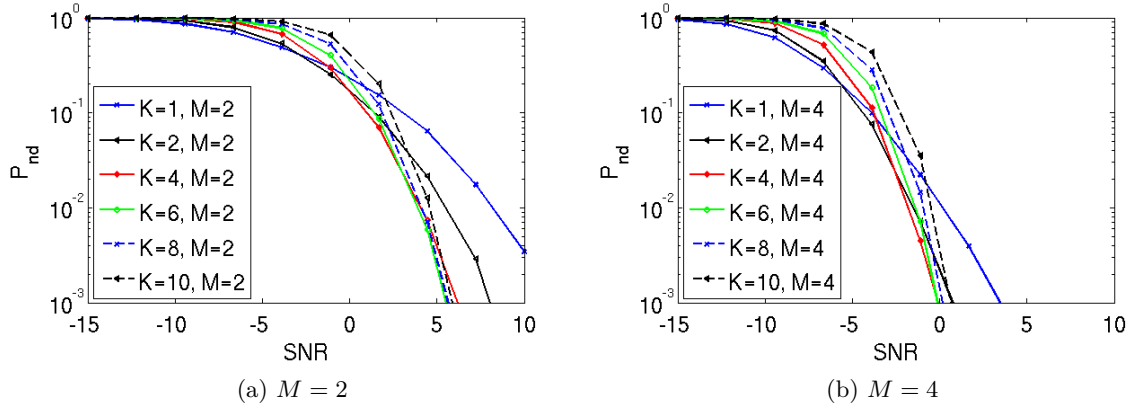 10^0
10^-1
10^-2
10^-3
P_nd
K=1, M=2
K=2, M=2
K=4, M=2
K=6, M=2
K=8, M=2
K=10, M=2
-15 -10 -5 0 5 10
SNR
(a) M = 2
10^0
10^-1
10^-2
10^-3
P_nd
K=1, M=4
K=2, M=4
K=4, M=4
K=6, M=4
K=8, M=4
K=10, M=4
-15 -10 -5 0 5 10
SNR
(b) M = 4